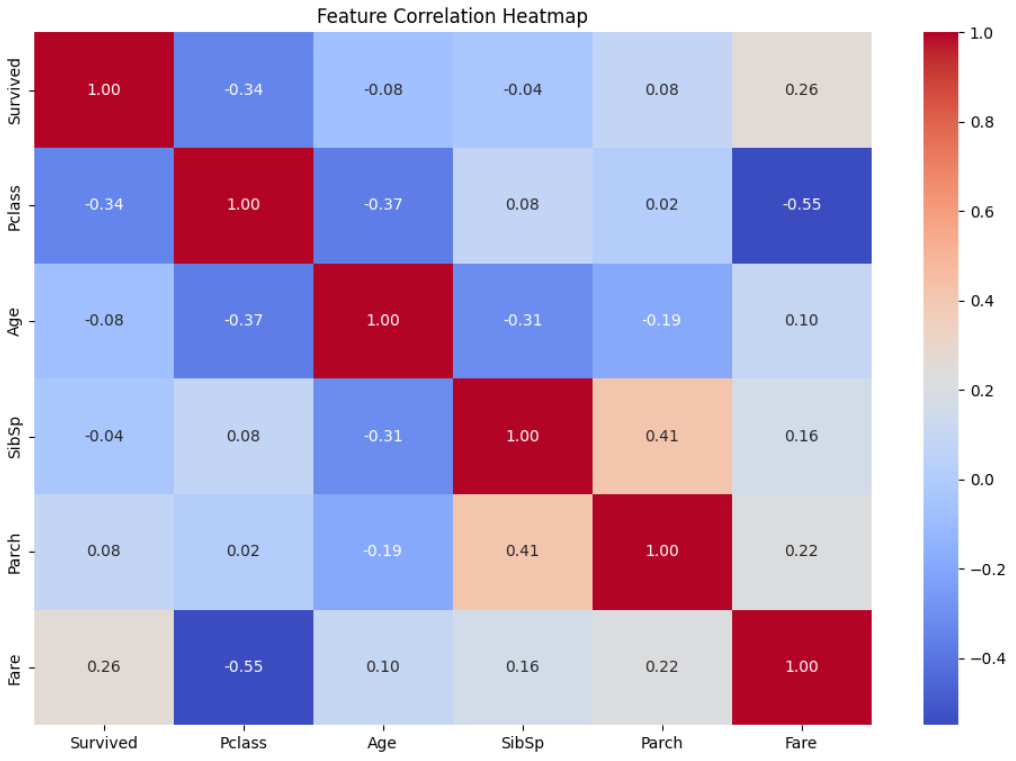 Feature Correlation Heatmap
Survived 1.00 -0.34 -0.08 -0.04 0.08 0.26
Pclass -0.34 1.00 -0.37 0.08 0.02 -0.55
Age -0.08 -0.37 1.00 -0.31 -0.19 0.10
SibSp -0.04 0.08 -0.31 1.00 0.41 0.16
Parch 0.08 0.02 -0.19 0.41 1.00 0.22
Fare 0.26 -0.55 0.10 0.16 0.22 1.00
Survived Pclass Age SibSp Parch Fare
1.0
0.8
0.6
0.4
0.2
0.0
−0.2
−0.4